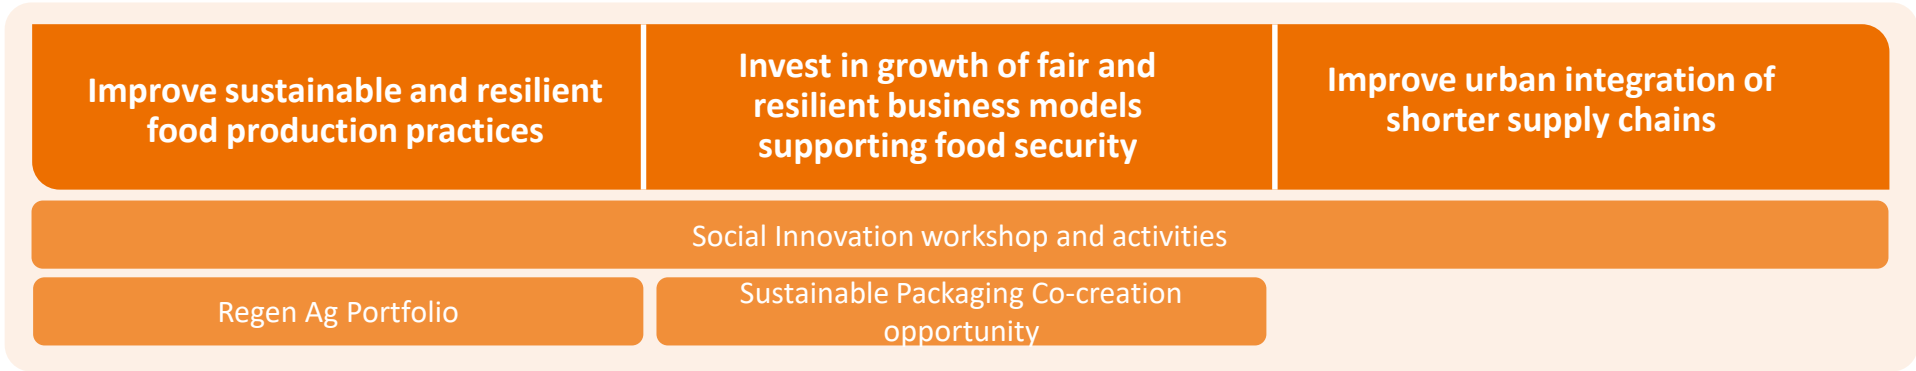 Improve sustainable and resilient
food production practices
Invest in growth of fair and
resilient business models
supporting food security
Improve urban integration of
shorter supply chains
Social Innovation workshop and activities
Regen Ag Portfolio
Sustainable Packaging Co-creation
opportunity